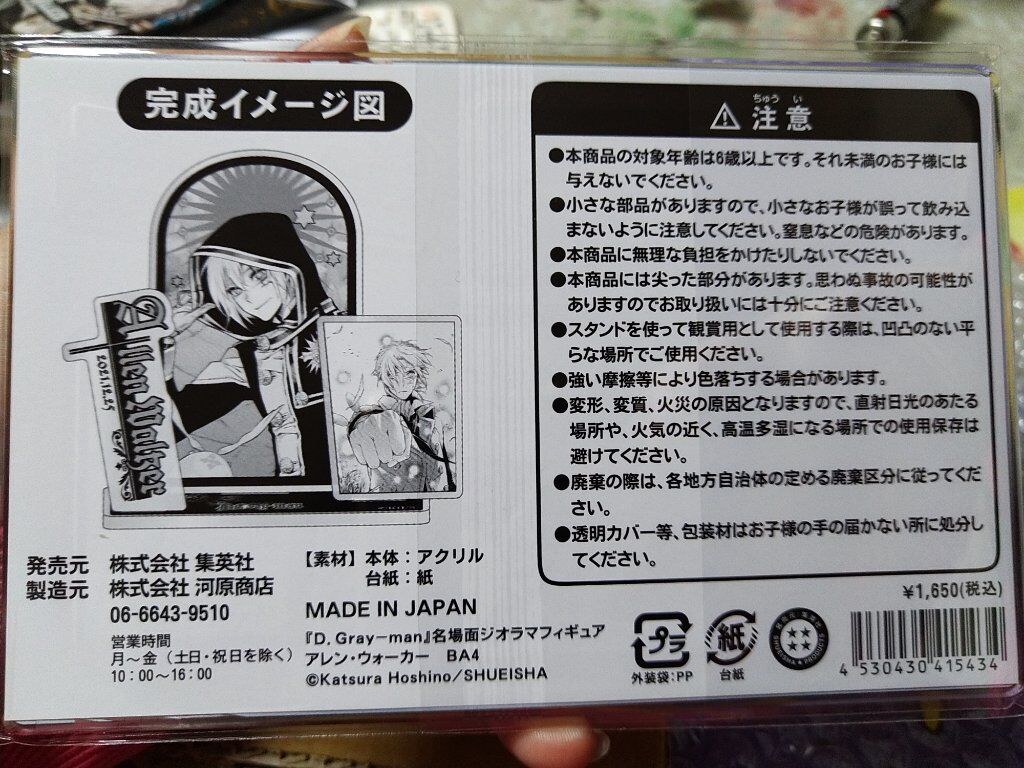 完成イメージ図
Allen Walker
2021.12.25
発売元 株式会社 集英社
製造元 株式会社 河原商店
06-6643-9510
営業時間
月～金（土日・祝日を除く）
10：00～16：00
【素材】本体：アクリル
台紙：紙
MADE IN JAPAN
『D.Gray-man』名場面ジオラマフィギュア
アレン・ウォーカー BA4
©Katsura Hoshino/SHUEISHA
ちゅう い
⚠ 注意
●本商品の対象年齢は6歳以上です。それ未満のお子様には
与えないでください。
●小さな部品がありますので、小さなお子様が誤って飲み込
まないように注意してください。窒息などの危険があります。
●本商品に無理な負担をかけたりしないでください。
●本商品には尖った部分があります。思わぬ事故の可能性が
ありますのでお取り扱いには十分にご注意ください。
●スタンドを使って観賞用として使用する際は、凹凸のない平
らな場所でご使用ください。
●強い摩擦等により色落ちする場合があります。
●変形、変質、火災の原因となりますので、直射日光のあたる
場所や、火気の近く、高温多湿になる場所での使用保存は
避けてください。
●廃棄の際は、各地方自治体の定める廃棄区分に従ってくだ
さい。
●透明カバー等、包装材はお子様の手の届かない所に処分し
てください。
¥1,650(税込)
プラ
外装袋：PP
紙
台紙
4 530430 415434